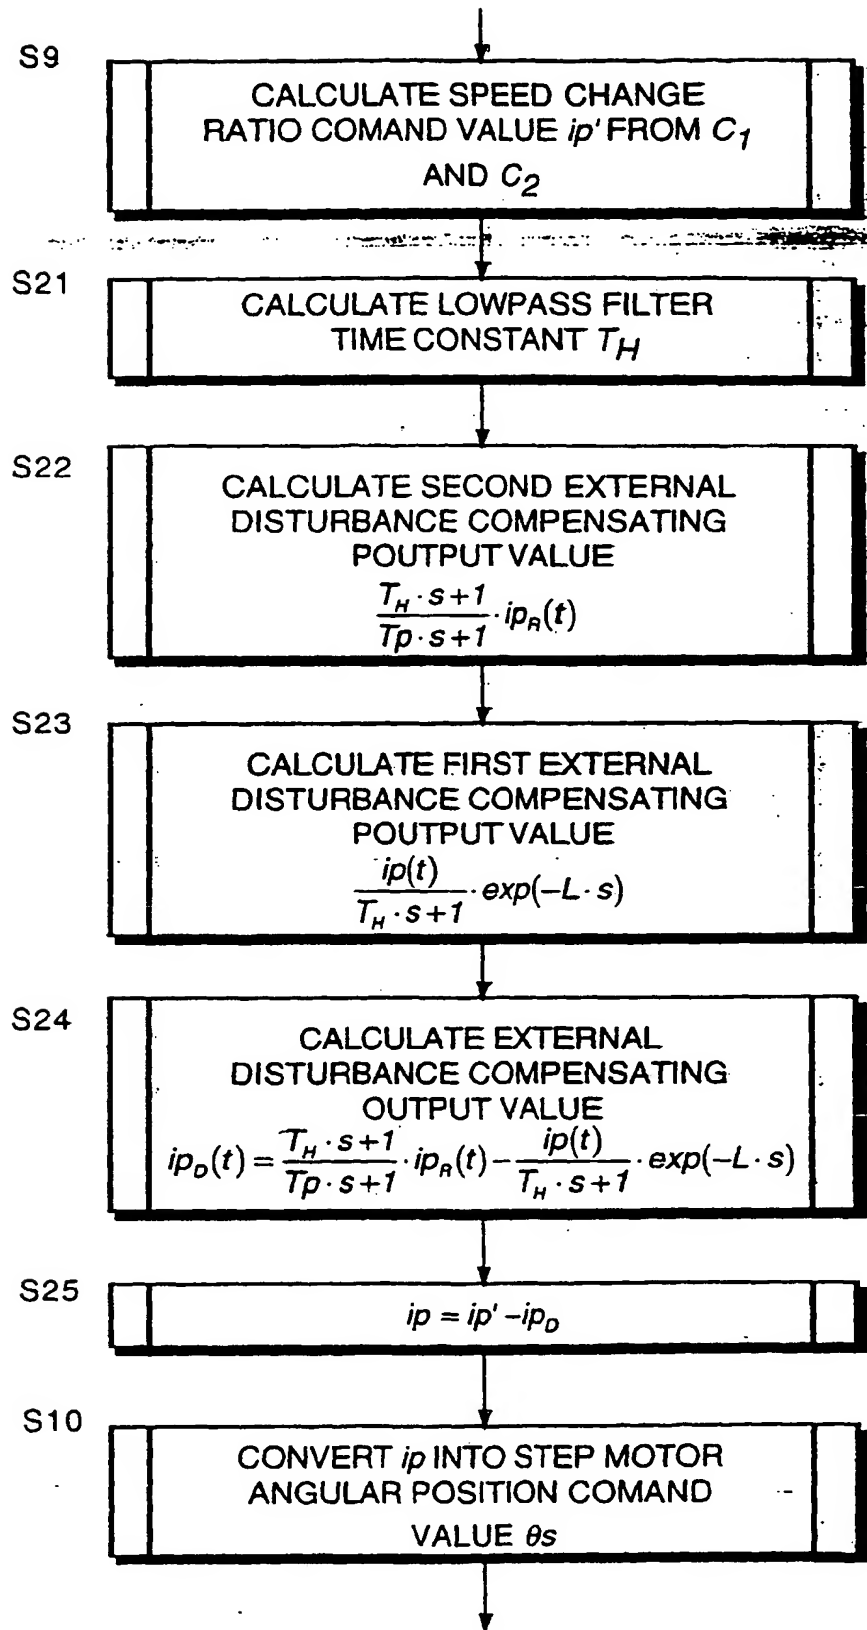 S9
CALCULATE SPEED CHANGE
RATIO COMAND VALUE ip' FROM C1
AND C2
S21
CALCULATE LOWPASS FILTER
TIME CONSTANT TH
S22
CALCULATE SECOND EXTERNAL
DISTURBANCE COMPENSATING
POUTPUT VALUE
(TH · s+1)/(Tp · s+1) · ipR(t)
S23
CALCULATE FIRST EXTERNAL
DISTURBANCE COMPENSATING
POUTPUT VALUE
ip(t)/(TH · s+1) · exp(-L · s)
S24
CALCULATE EXTERNAL
DISTURBANCE COMPENSATING
OUTPUT VALUE
ipD(t) = (TH · s+1)/(Tp · s+1) · ipR(t) - ip(t)/(TH · s+1) · exp(-L · s)
S25
ip = ip' - ipD
S10
CONVERT ip INTO STEP MOTOR
ANGULAR POSITION COMAND
VALUE θs